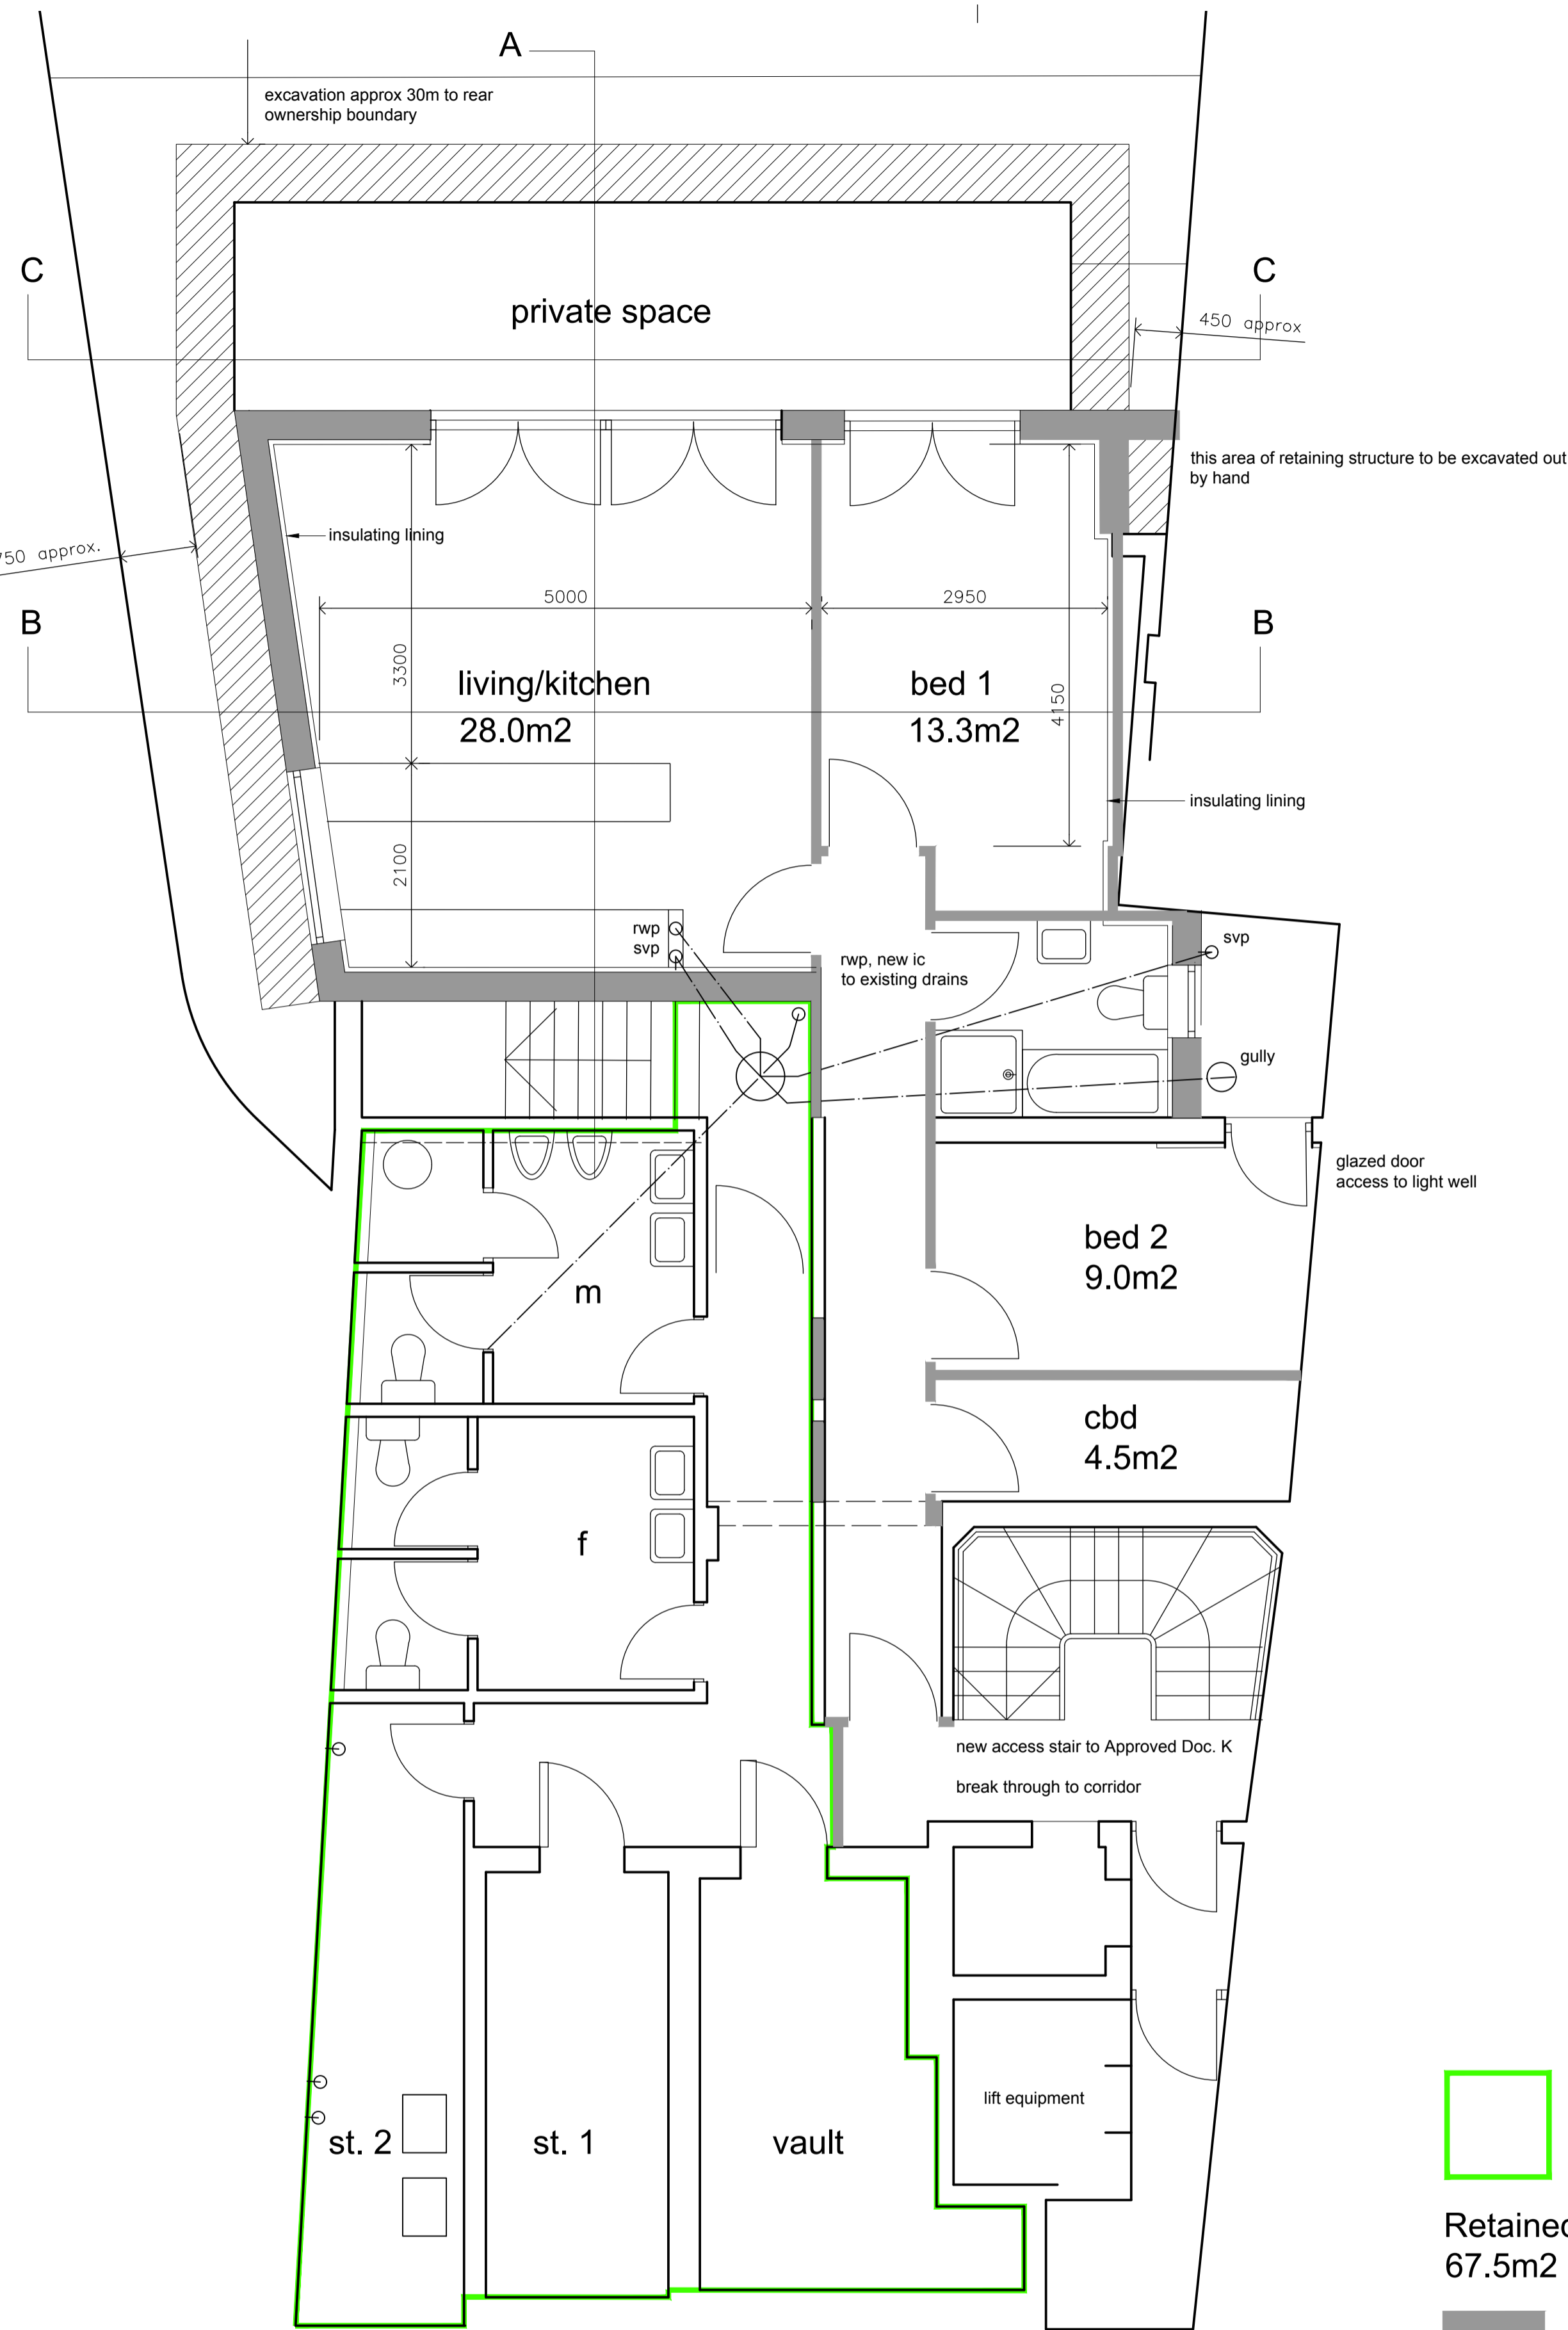 A
excavation approx 30m to rear
ownership boundary
C
C
private space
450 approx
this area of retaining structure to be excavated out
by hand
insulating lining
750 approx.
5000
2950
B
B
3300
living/kitchen
28.0m2
bed 1
13.3m2
4150
insulating lining
2100
rwp
svp
rwp, new ic
to existing drains
svp
gully
glazed door
access to light well
bed 2
9.0m2
m
cbd
4.5m2
f
new access stair to Approved Doc. K
break through to corridor
lift equipment
st. 2
st. 1
vault
Retained
67.5m2